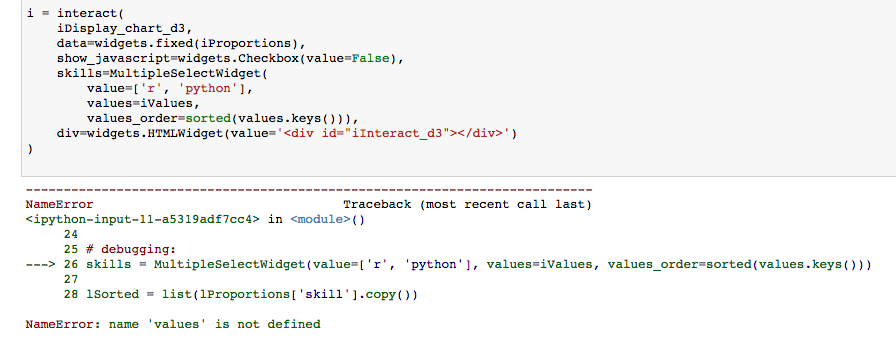 i = interact(
    iDisplay_chart_d3,
    data=widgets.fixed(iProportions),
    show_javascript=widgets.Checkbox(value=False),
    skills=MultipleSelectWidget(
        value=['r', 'python'],
        values=iValues,
        values_order=sorted(values.keys())),
    div=widgets.HTMLWidget(value='<div id="iInteract_d3"></div>')
)
---------------------------------------------------------------------------
NameError                                 Traceback (most recent call last)
<ipython-input-11-a5319adf7cc4> in <module>()
     24
     25 # debugging:
---> 26 skills = MultipleSelectWidget(value=['r', 'python'], values=iValues, values_order=sorted(values.keys()))
     27
     28 lSorted = list(lProportions['skill'].copy())
NameError: name 'values' is not defined